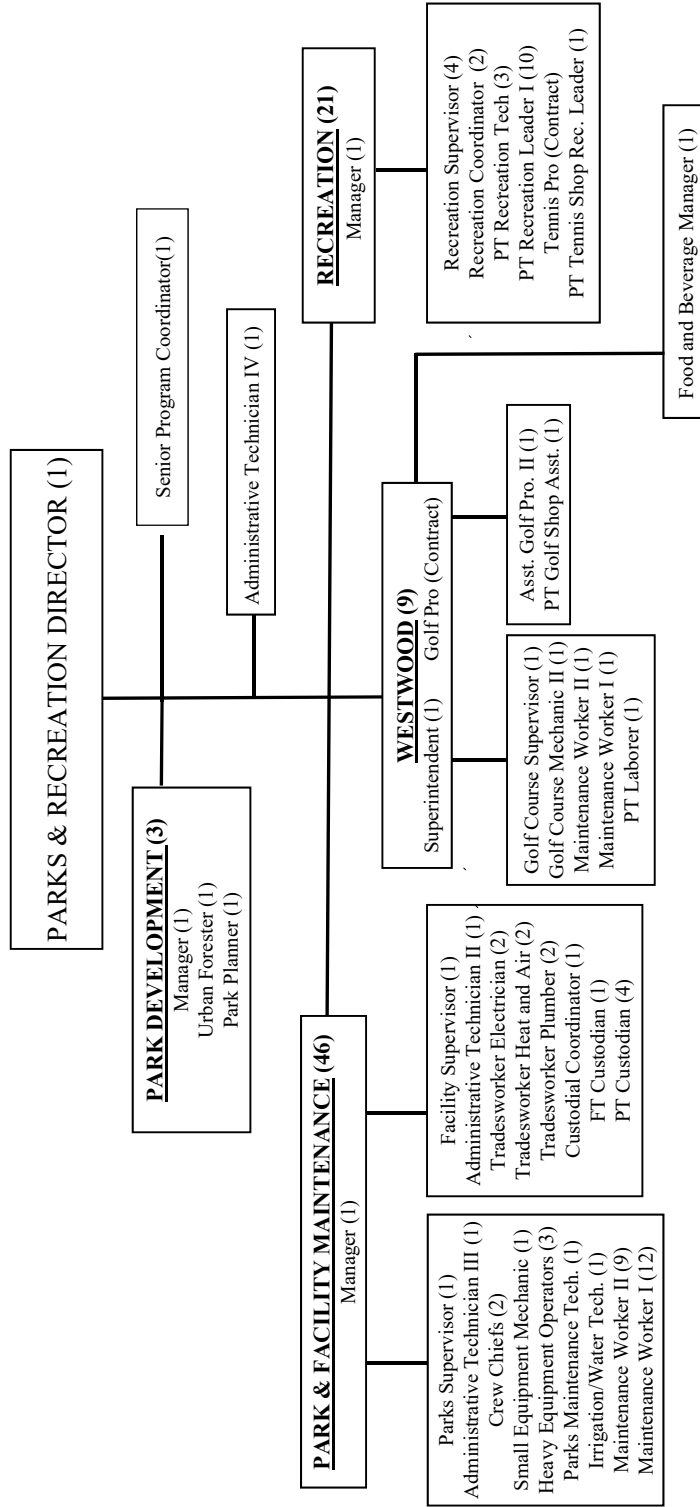 PARKS & RECREATION DIRECTOR (1)
Senior Program Coordinator(1)
PARK DEVELOPMENT (3)
Manager (1)
Urban Forester (1)
Park Planner (1)
Administrative Technician IV (1)
PARK & FACILITY MAINTENANCE (46)
Manager (1)
RECREATION (21)
Manager (1)
WESTWOOD (9)
Superintendent (1) Golf Pro (Contract)
Parks Supervisor (1)
Administrative Technician III (1)
Crew Chiefs (2)
Small Equipment Mechanic (1)
Heavy Equipment Operators (3)
Parks Maintenance Tech. (1)
Irrigation/Water Tech. (1)
Maintenance Worker II (9)
Maintenance Worker I (12)
Facility Supervisor (1)
Administrative Technician II (1)
Tradesworker Electrician (2)
Tradesworker Heat and Air (2)
Tradesworker Plumber (2)
Custodial Coordinator (1)
FT Custodian (1)
PT Custodian (4)
Golf Course Supervisor (1)
Golf Course Mechanic II (1)
Maintenance Worker II (1)
Maintenance Worker I (1)
PT Laborer (1)
Asst. Golf Pro. II (1)
PT Golf Shop Asst. (1)
Recreation Supervisor (4)
Recreation Coordinator (2)
PT Recreation Tech (3)
PT Recreation Leader I (10)
Tennis Pro (Contract)
PT Tennis Shop Rec. Leader (1)
Food and Beverage Manager (1)